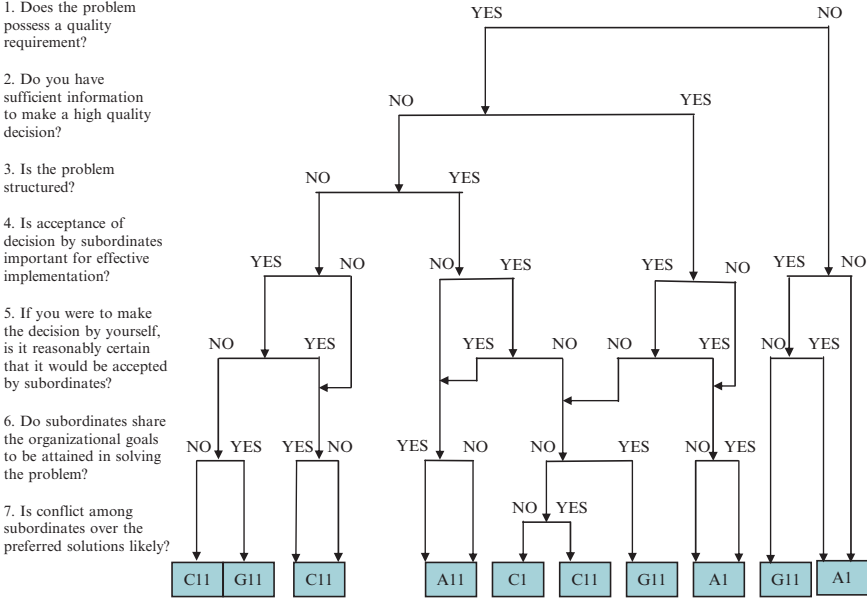 1. Does the problem
possess a quality
requirement?
YES
NO
2. Do you have
sufficient information
to make a high quality
decision?
NO
YES
3. Is the problem
structured?
NO
YES
4. Is acceptance of
decision by subordinates
important for effective
implementation?
YES
NO
NO
YES
YES
NO
YES
NO
5. If you were to make
the decision by yourself,
is it reasonably certain
that it would be accepted
by subordinates?
NO
YES
YES
NO
NO
YES
NO
YES
6. Do subordinates share
the organizational goals
to be attained in solving
the problem?
NO
YES
YES
NO
YES
NO
NO
YES
NO
YES
7. Is conflict among
subordinates over the
preferred solutions likely?
NO
YES
C11
G11
C11
A11
C1
C11
G11
A1
G11
A1